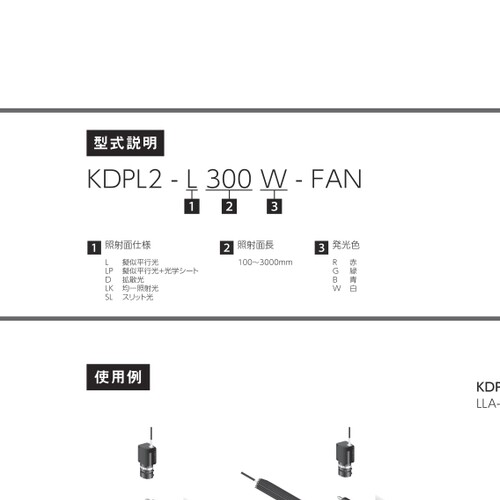 型式説明
KDPL2 - L 300 W - FAN
1 2 3
1 照射面仕様
L 擬似平行光
LP 擬似平行光+光学シート
D 拡散光
LK 均一照射光
SL スリット光
2 照射面長
100〜3000mm
3 発光色
R 赤
G 緑
B 青
W 白
使用例
KDP
LLA-